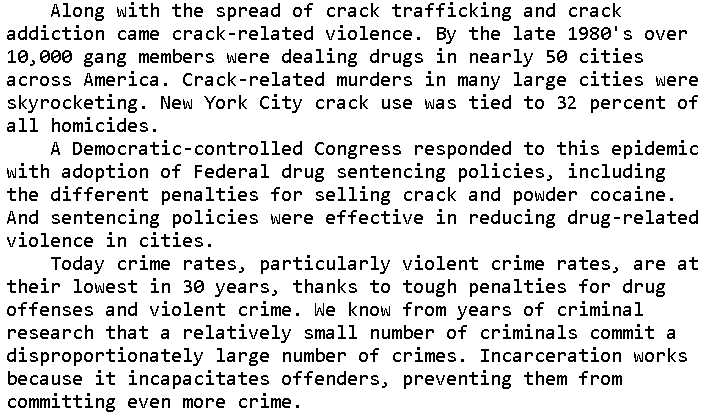 Along with the spread of crack trafficking and crack
addiction came crack-related violence. By the late 1980's over
10,000 gang members were dealing drugs in nearly 50 cities
across America. Crack-related murders in many large cities were
skyrocketing. New York City crack use was tied to 32 percent of
all homicides.
A Democratic-controlled Congress responded to this epidemic
with adoption of Federal drug sentencing policies, including
the different penalties for selling crack and powder cocaine.
And sentencing policies were effective in reducing drug-related
violence in cities.
Today crime rates, particularly violent crime rates, are at
their lowest in 30 years, thanks to tough penalties for drug
offenses and violent crime. We know from years of criminal
research that a relatively small number of criminals commit a
disproportionately large number of crimes. Incarceration works
because it incapacitates offenders, preventing them from
committing even more crime.